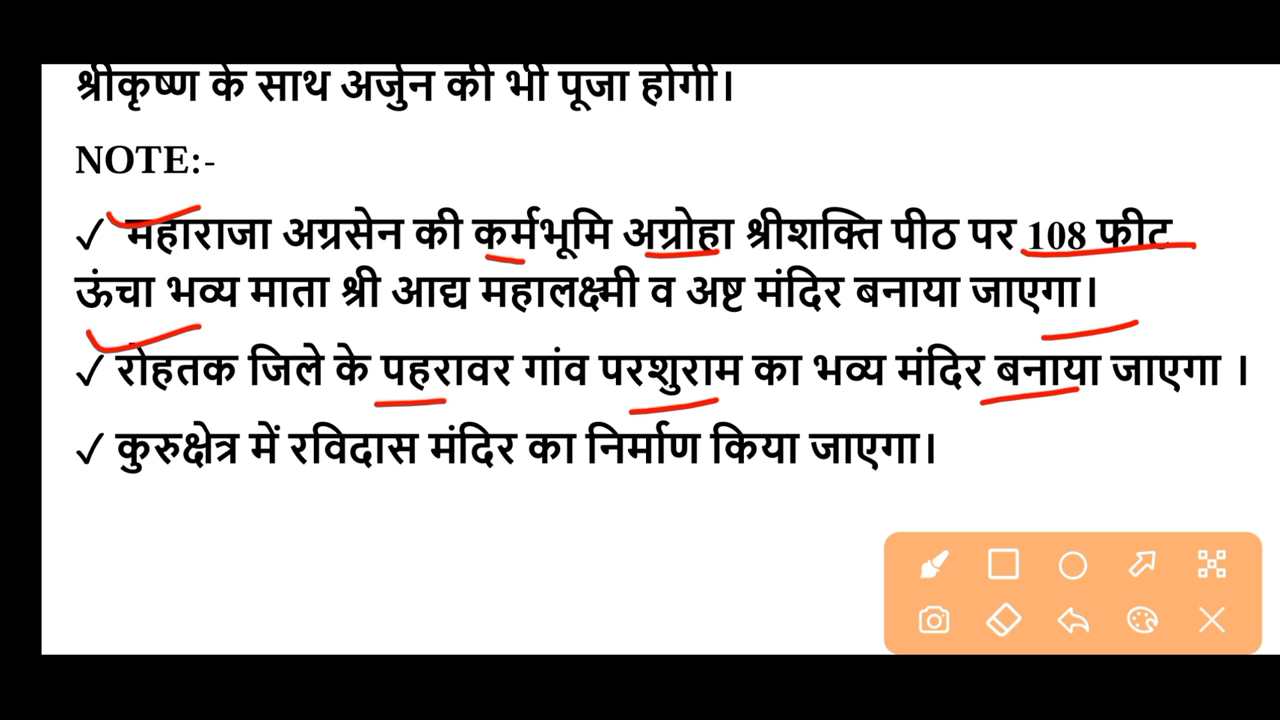 श्रीकृष्ण के साथ अर्जुन की भी पूजा होगी।
NOTE:-
✓ महाराजा अग्रसेन की कर्मभूमि अग्रोहा श्रीशक्ति पीठ पर 108 फीट
ऊंचा भव्य माता श्री आद्य महालक्ष्मी व अष्ट मंदिर बनाया जाएगा।
✓ रोहतक जिले के पहरावर गांव परशुराम का भव्य मंदिर बनाया जाएगा ।
✓ कुरुक्षेत्र में रविदास मंदिर का निर्माण किया जाएगा।